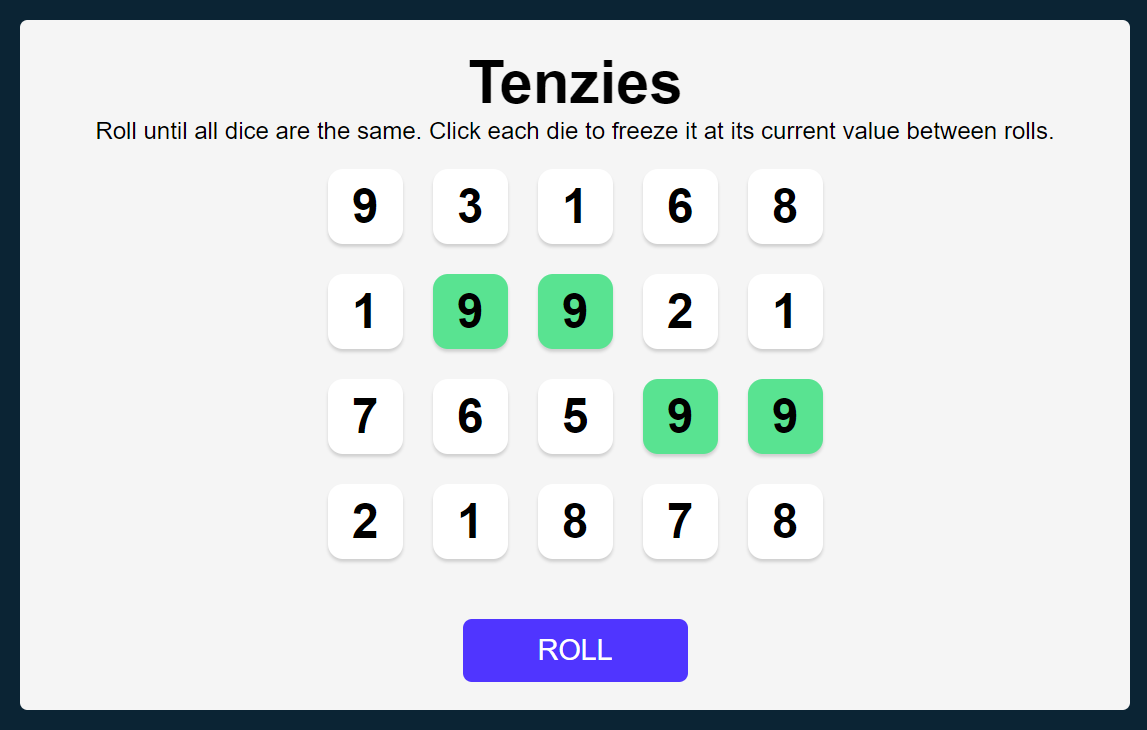 Tenzies
Roll until all dice are the same. Click each die to freeze it at its current value between rolls.
9 3 1 6 8
1 9 9 2 1
7 6 5 9 9
2 1 8 7 8
ROLL